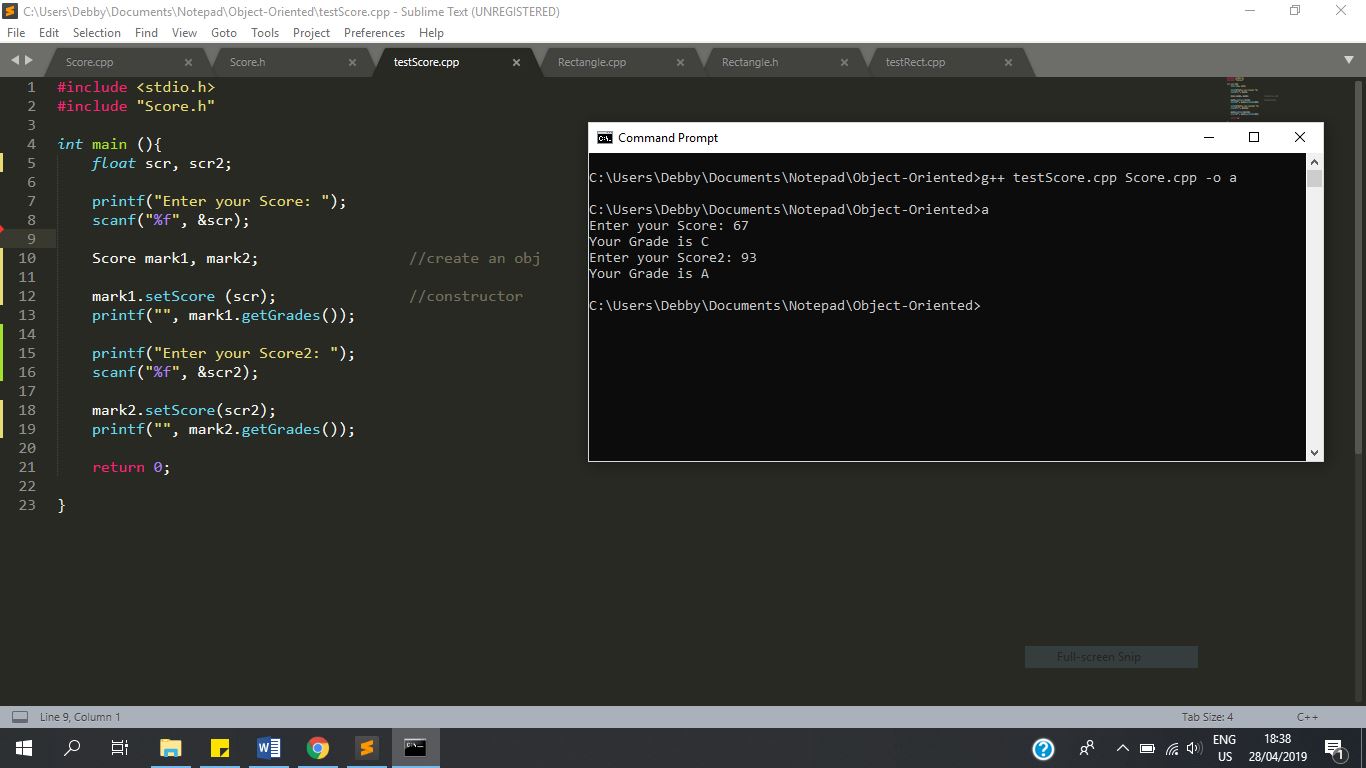 C:\Users\Debby\Documents\Notepad\Object-Oriented\testScore.cpp - Sublime Text (UNREGISTERED)
File Edit Selection Find View Goto Tools Project Preferences Help
Score.cpp Score.h testScore.cpp Rectangle.cpp Rectangle.h testRect.cpp
1 #include <stdio.h>
2 #include "Score.h"
3
4 int main (){
5 float scr, scr2;
6
7 printf("Enter your Score: ");
8 scanf("%f", &scr);
9
10 Score mark1, mark2; //create an obj
11
12 mark1.setScore (scr); //constructor
13 printf("", mark1.getGrades());
14
15 printf("Enter your Score2: ");
16 scanf("%f", &scr2);
17
18 mark2.setScore(scr2);
19 printf("", mark2.getGrades());
20
21 return 0;
22
23 }
Command Prompt
C:\Users\Debby\Documents\Notepad\Object-Oriented>g++ testScore.cpp Score.cpp -o a
C:\Users\Debby\Documents\Notepad\Object-Oriented>a
Enter your Score: 67
Your Grade is C
Enter your Score2: 93
Your Grade is A
C:\Users\Debby\Documents\Notepad\Object-Oriented>
Full-screen Snip
Line 9, Column 1 Tab Size: 4 C++
ENG 18:38
US 28/04/2019 1